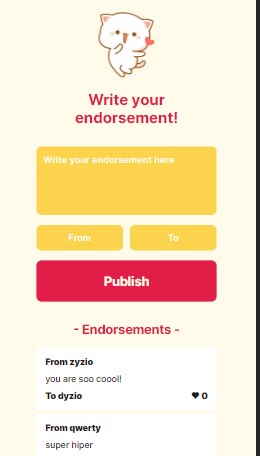 Write your
endorsement!
Write your endorsement here
From
To
Publish
- Endorsements -
From zyzio
you are soo coool!
To dyzio
0
From qwerty
super hiper